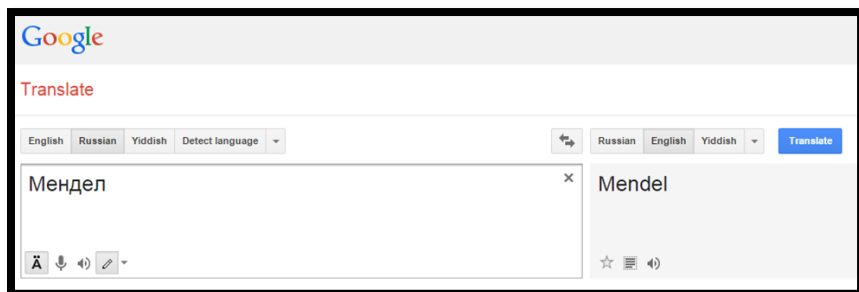 Google
Translate
English Russian Yiddish Detect language Russian English Yiddish Translate
Мендел Mendel
Ä